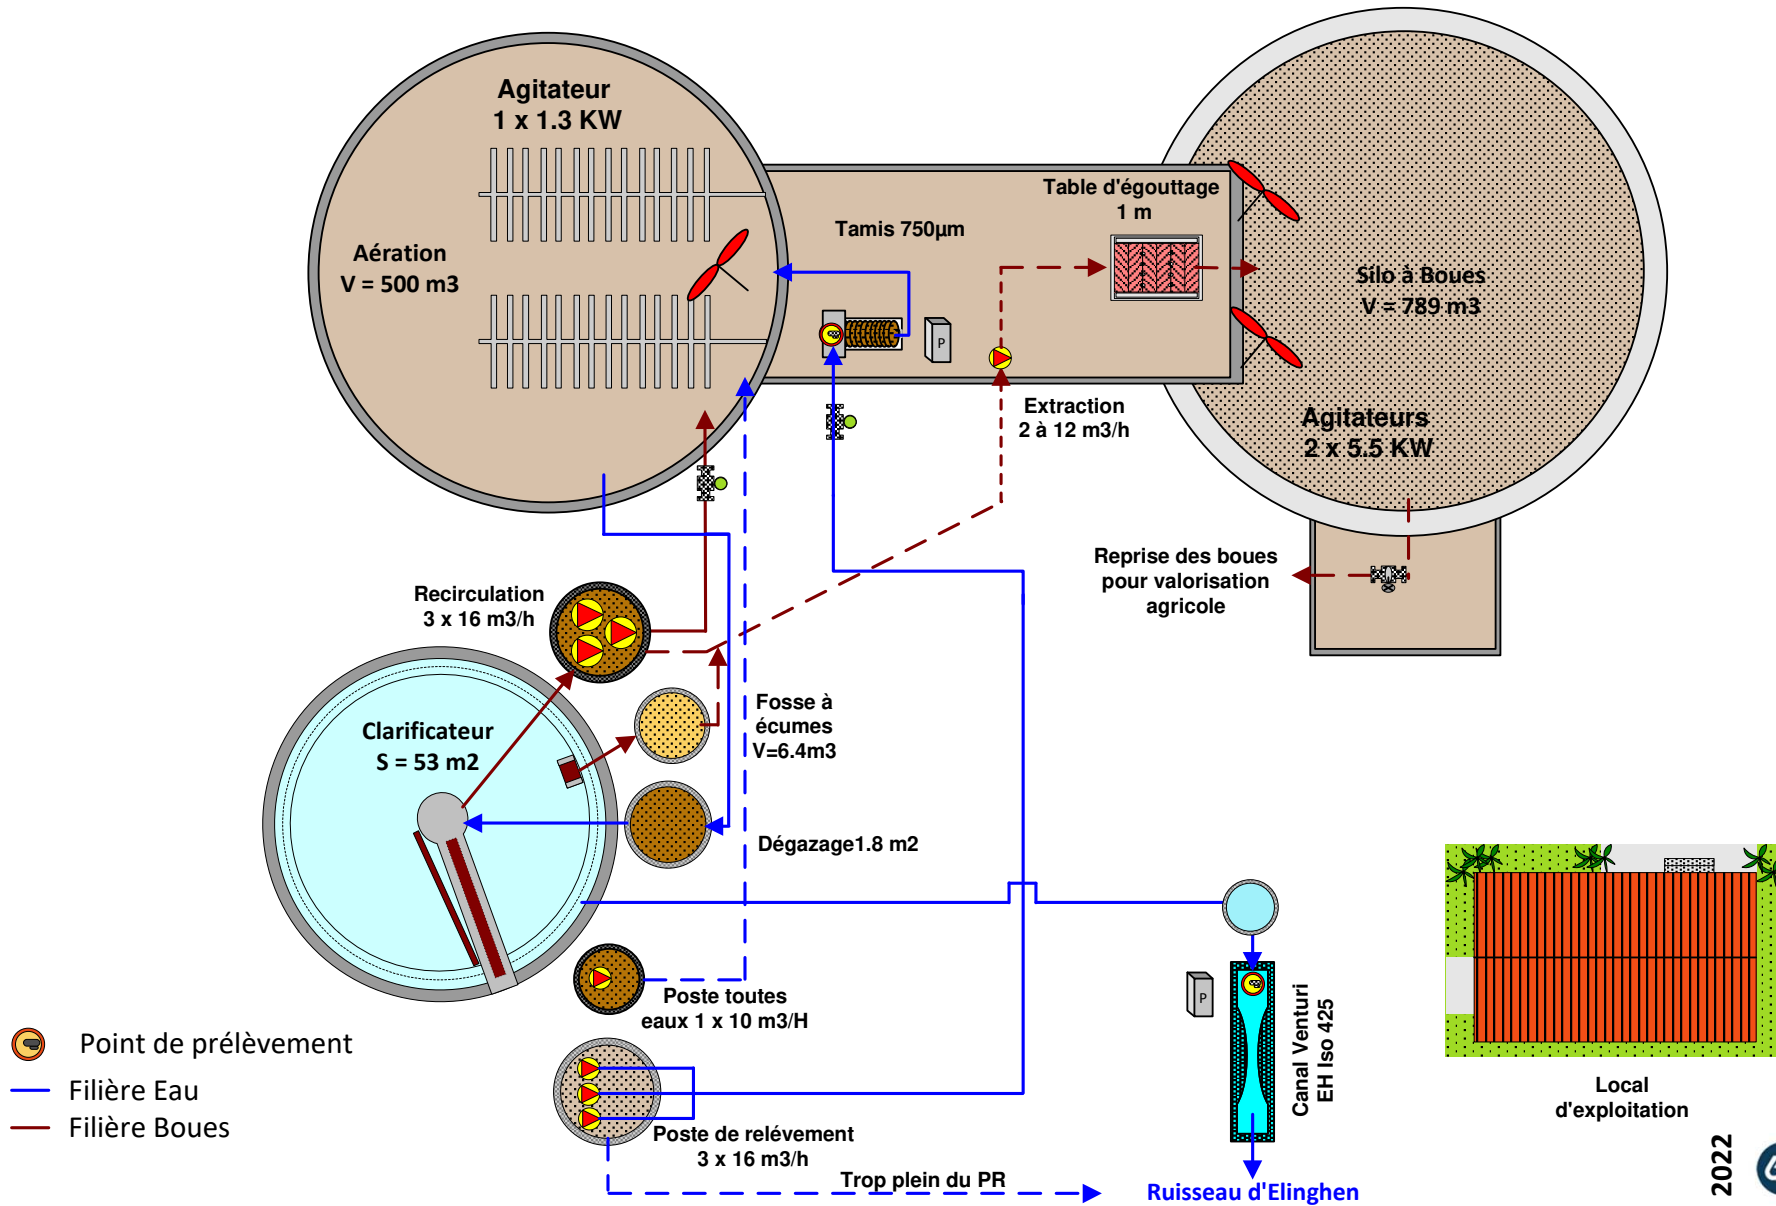 Agitateur
1 x 1.3 KW
Aération
V = 500 m3
Tamis 750µm
Table d'égouttage
1 m
Silo à Boues
V = 789 m3
P
Extraction
2 à 12 m3/h
Agitateurs
2 x 5.5 KW
Reprise des boues
pour valorisation
agricole
Recirculation
3 x 16 m3/h
Clarificateur
S = 53 m2
Fosse à
écumes
V=6.4m3
Dégazage1.8 m2
Poste toutes
eaux 1 x 10 m3/H
P
Canal Venturi
EH Iso 425
Point de prélèvement
Filière Eau
Filière Boues
Poste de relévement
3 x 16 m3/h
Trop plein du PR
Ruisseau d'Elinghen
Local
d'exploitation
2022